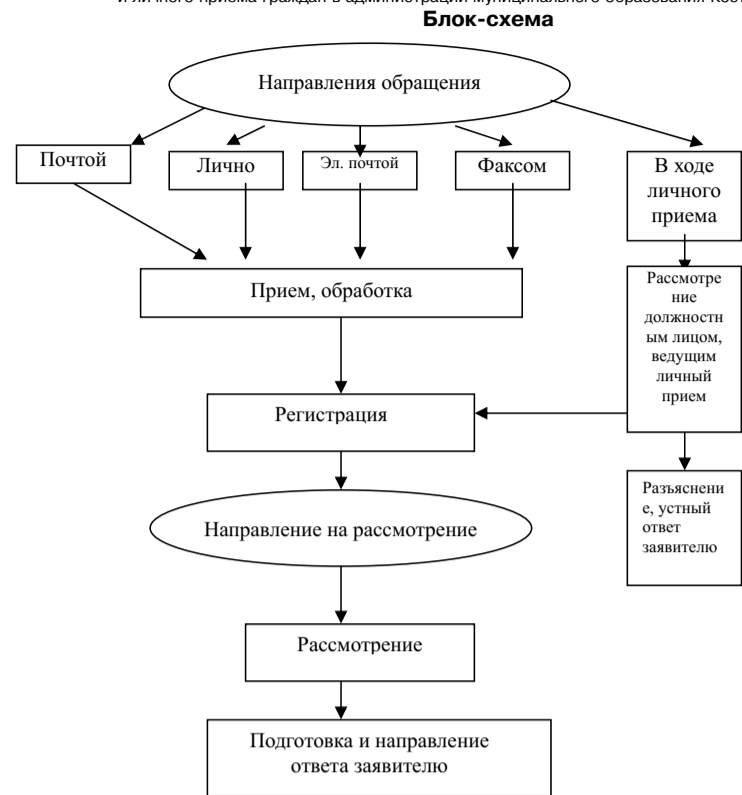 и личного приема граждан в администрации муниципального образования
Блок-схема
Направления обращения
Почтой
Лично
Эл. почтой
Факсом
В ходе
личного
приема
Прием, обработка
Рассмотре
ние
должностн
ым лицом,
ведущим
личный
прием
Регистрация
Разъяснени
е, устный
ответ
заявителю
Направление на рассмотрение
Рассмотрение
Подготовка и направление
ответа заявителю